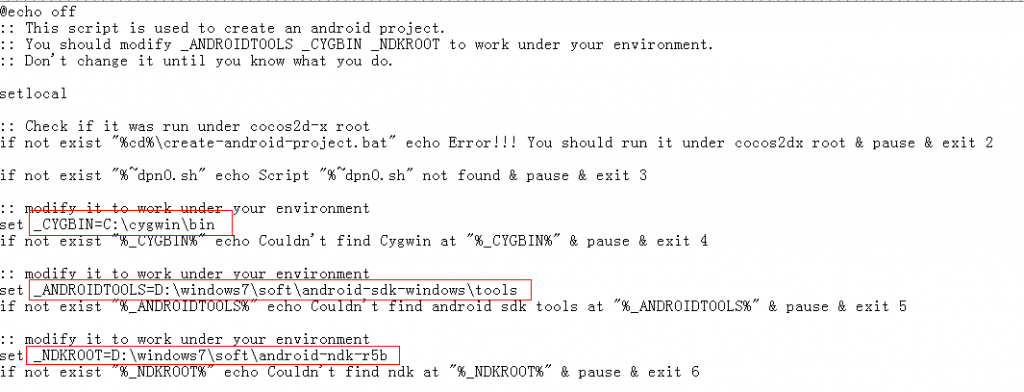 @echo off
:: This script is used to create an android project.
:: You should modify _ANDROIDTOOLS _CYGBIN _NDKROOT to work under your environment.
:: Don't change it until you know what you do.
setlocal
:: Check if it was run under cocos2d-x root
if not exist "%cd%\create-android-project.bat" echo Error!!! You should run it under cocos2dx root & pause & exit 2
if not exist "%~dpn0.sh" echo Script "%~dpn0.sh" not found & pause & exit 3
:: modify it to work under your environment
set _CYGBIN=C:\cygwin\bin
if not exist "%_CYGBIN%" echo Couldn't find Cygwin at "%_CYGBIN%" & pause & exit 4
:: modify it to work under your environment
set _ANDROIDTOOLS=D:\windows7\soft\android-sdk-windows\tools
if not exist "%_ANDROIDTOOLS%" echo Couldn't find android sdk tools at "%_ANDROIDTOOLS%" & pause & exit 5
:: modify it to work under your environment
set _NDKROOT=D:\windows7\soft\android-ndk-r5b
if not exist "%_NDKROOT%" echo Couldn't find ndk at "%_NDKROOT%" & pause & exit 6